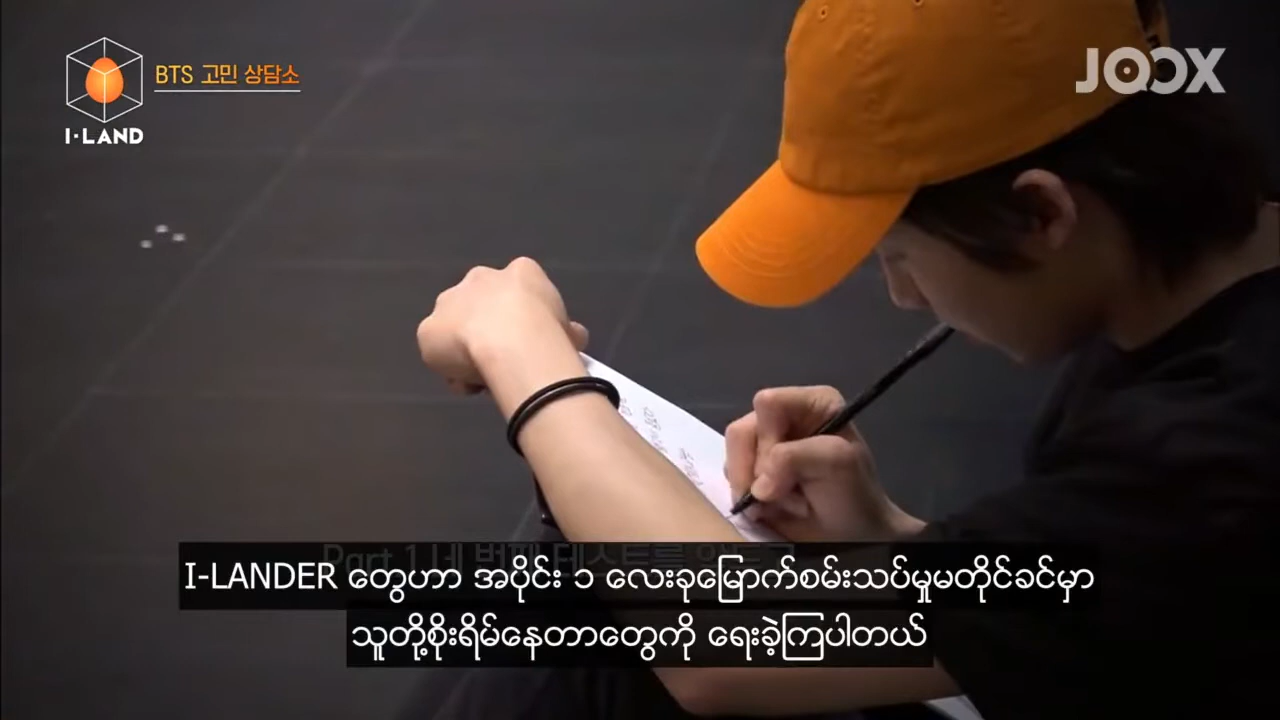 I·LAND
BTS 고민 상담소
JOOX
I-LANDER တွေဟာ အပိုင်း ၁ လေးခုမြောက်စမ်းသပ်မှုမတိုင်ခင်မှာ
သူတို့စိုးရိမ်နေတာတွေကို ရေးခဲ့ကြပါတယ်